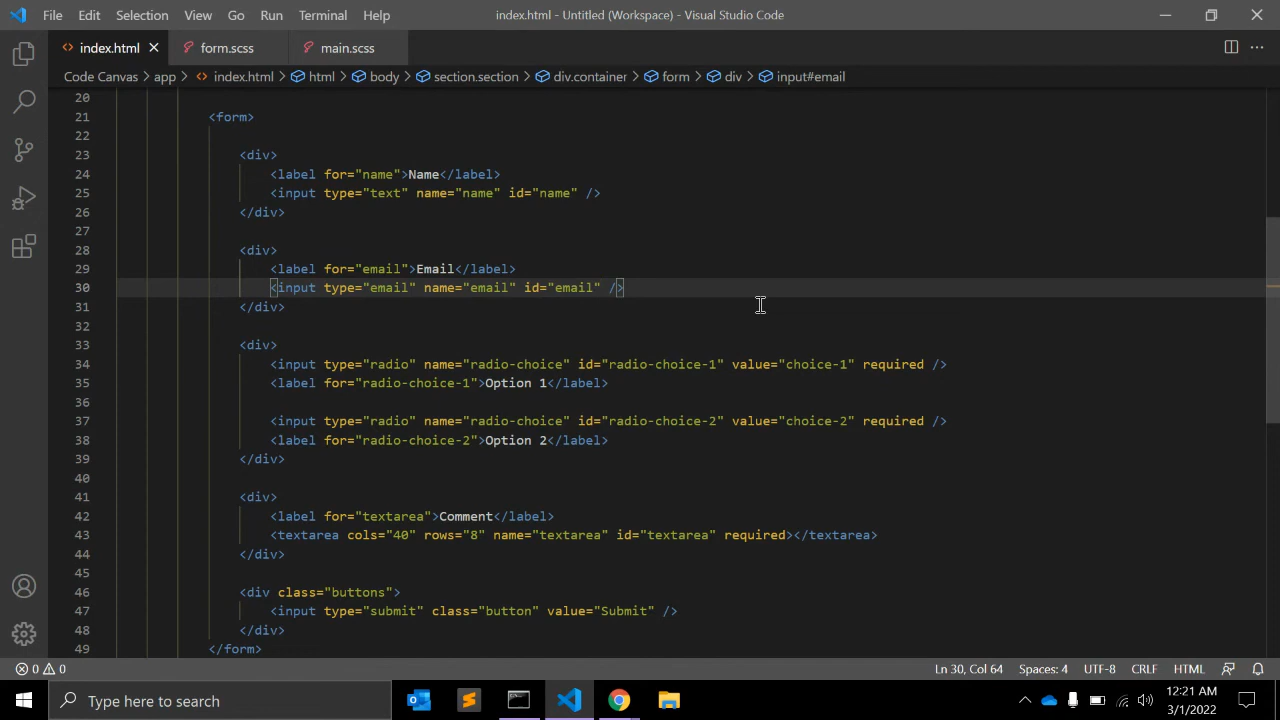 File Edit Selection View Go Run Terminal Help index.html - Untitled (Workspace) - Visual Studio Code
index.html form.scss main.scss
Code Canvas app index.html html body section.section div.container form div input#email
20
21 <form>
22
23 <div>
24 <label for="name">Name</label>
25 <input type="text" name="name" id="name" />
26 </div>
27
28 <div>
29 <label for="email">Email</label>
30 <input type="email" name="email" id="email" />
31 </div>
32
33 <div>
34 <input type="radio" name="radio-choice" id="radio-choice-1" value="choice-1" required />
35 <label for="radio-choice-1">Option 1</label>
36
37 <input type="radio" name="radio-choice" id="radio-choice-2" value="choice-2" required />
38 <label for="radio-choice-2">Option 2</label>
39 </div>
40
41 <div>
42 <label for="textarea">Comment</label>
43 <textarea cols="40" rows="8" name="textarea" id="textarea" required></textarea>
44 </div>
45
46 <div class="buttons">
47 <input type="submit" class="button" value="Submit" />
48 </div>
49 </form>
0 0 Ln 30, Col 64 Spaces: 4 UTF-8 CRLF HTML
Type here to search
12:21 AM
3/1/2022